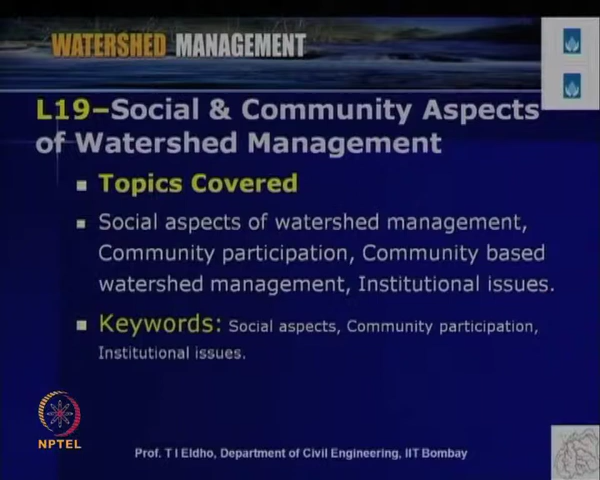 WATERSHED MANAGEMENT
L19–Social & Community Aspects
of Watershed Management
Topics Covered
Social aspects of watershed management,
Community participation, Community based
watershed management, Institutional issues.
Keywords: Social aspects, Community participation,
Institutional issues.
NPTEL
Prof. T I Eldho, Department of Civil Engineering, IIT Bombay